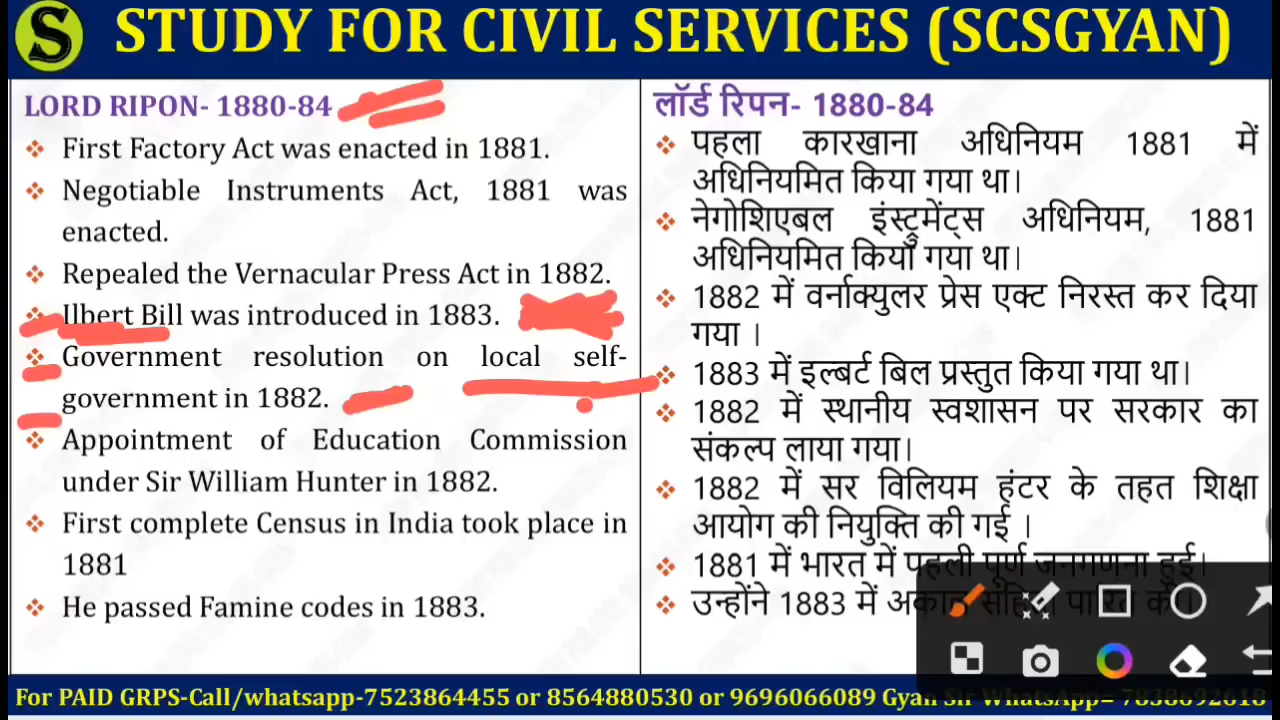 S
STUDY FOR CIVIL SERVICES (SCSGYAN)
LORD RIPON- 1880-84
❖ First Factory Act was enacted in 1881.
❖ Negotiable Instruments Act, 1881 was
enacted.
❖ Repealed the Vernacular Press Act in 1882.
❖ Ilbert Bill was introduced in 1883.
❖ Government resolution on local self-
government in 1882.
❖ Appointment of Education Commission
under Sir William Hunter in 1882.
❖ First complete Census in India took place in
1881
❖ He passed Famine codes in 1883.
लॉर्ड रिपन- 1880-84
❖ पहला कारखाना अधिनियम 1881 में
अधिनियमित किया गया था।
❖ नेगोशिएबल इंस्ट्रुमेंट्स अधिनियम, 1881
अधिनियमित किया गया था।
❖ 1882 में वर्नाक्युलर प्रेस एक्ट निरस्त कर दिया
गया ।
❖ 1883 में इल्बर्ट बिल प्रस्तुत किया गया था।
❖ 1882 में स्थानीय स्वशासन पर सरकार का
संकल्प लाया गया।
❖ 1882 में सर विलियम हंटर के तहत शिक्षा
आयोग की नियुक्ति की गई ।
❖ 1881 में भारत में पहली पूर्ण जनगणना हुई।
❖ उन्होंने 1883 में अकाल संहिता पारित की।
For PAID GRPS-Call/whatsapp-7523864455 or 8564880530 or 9696066089 Gyan Sir WhatsApp= 7838692618